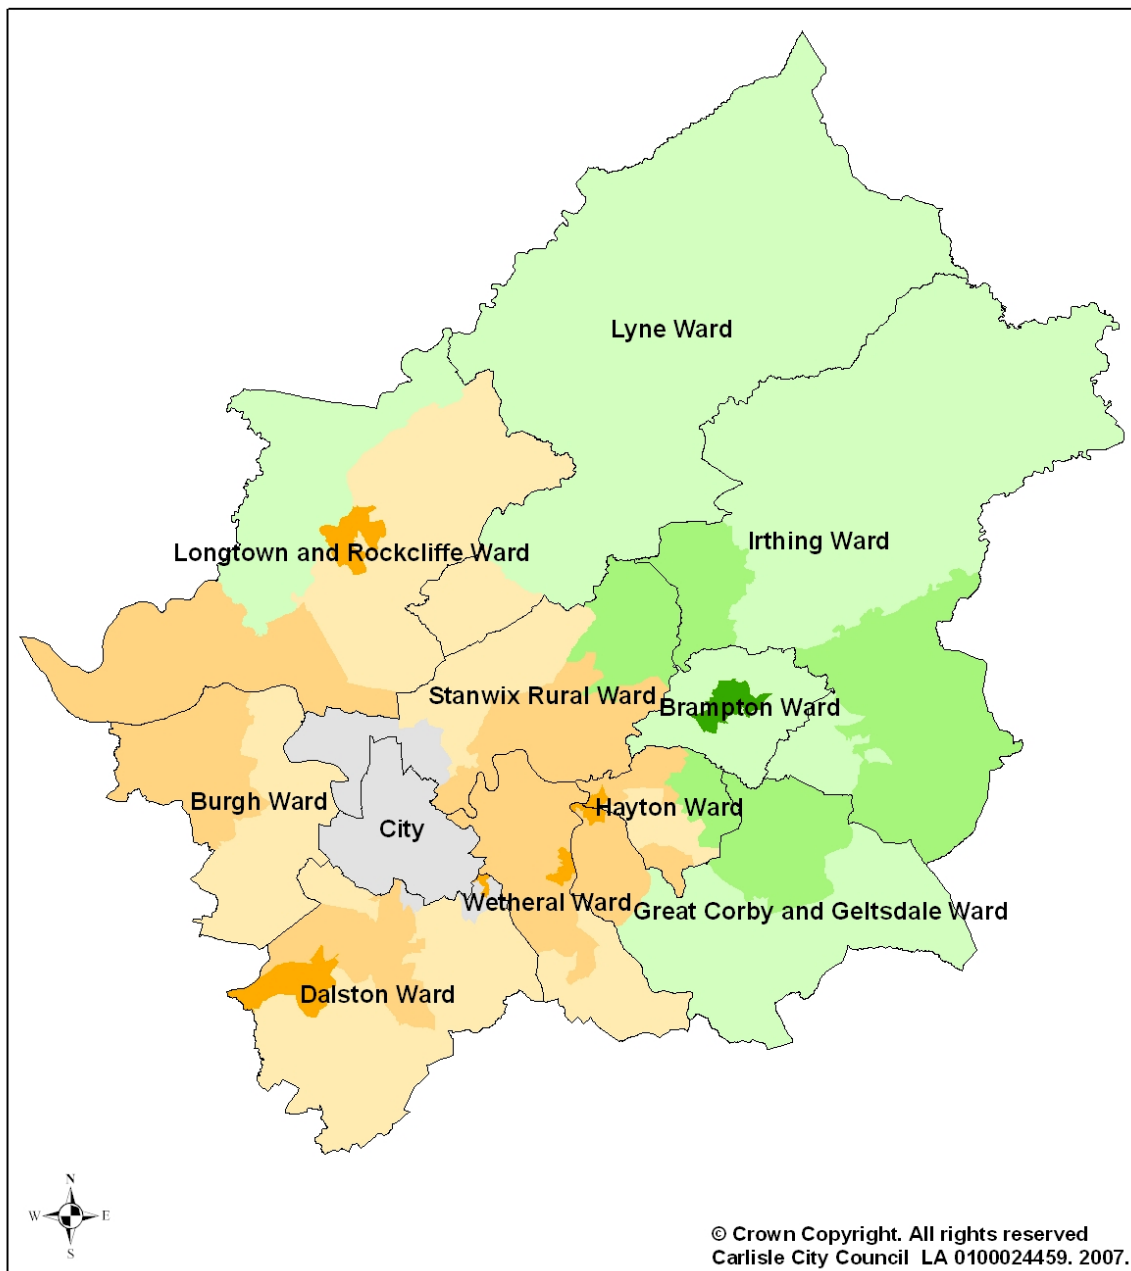 Lyne Ward
Irthing Ward
Longtown and Rockcliffe Ward
Stanwix Rural Ward
Brampton Ward
Burgh Ward
Hayton Ward
City
Wetheral Ward
Great Corby and Geltsdale Ward
Dalston Ward
N
W E
S
© Crown Copyright. All rights reserved
Carlisle City Council LA 0100024459. 2007.